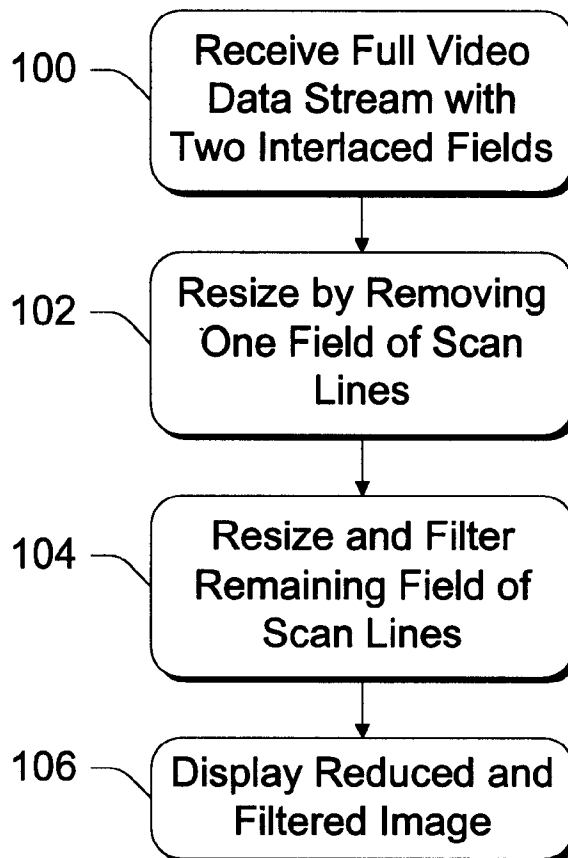 100
Receive Full Video
Data Stream with
Two Interlaced Fields
102
Resize by Removing
One Field of Scan
Lines
104
Resize and Filter
Remaining Field of
Scan Lines
106
Display Reduced and
Filtered Image